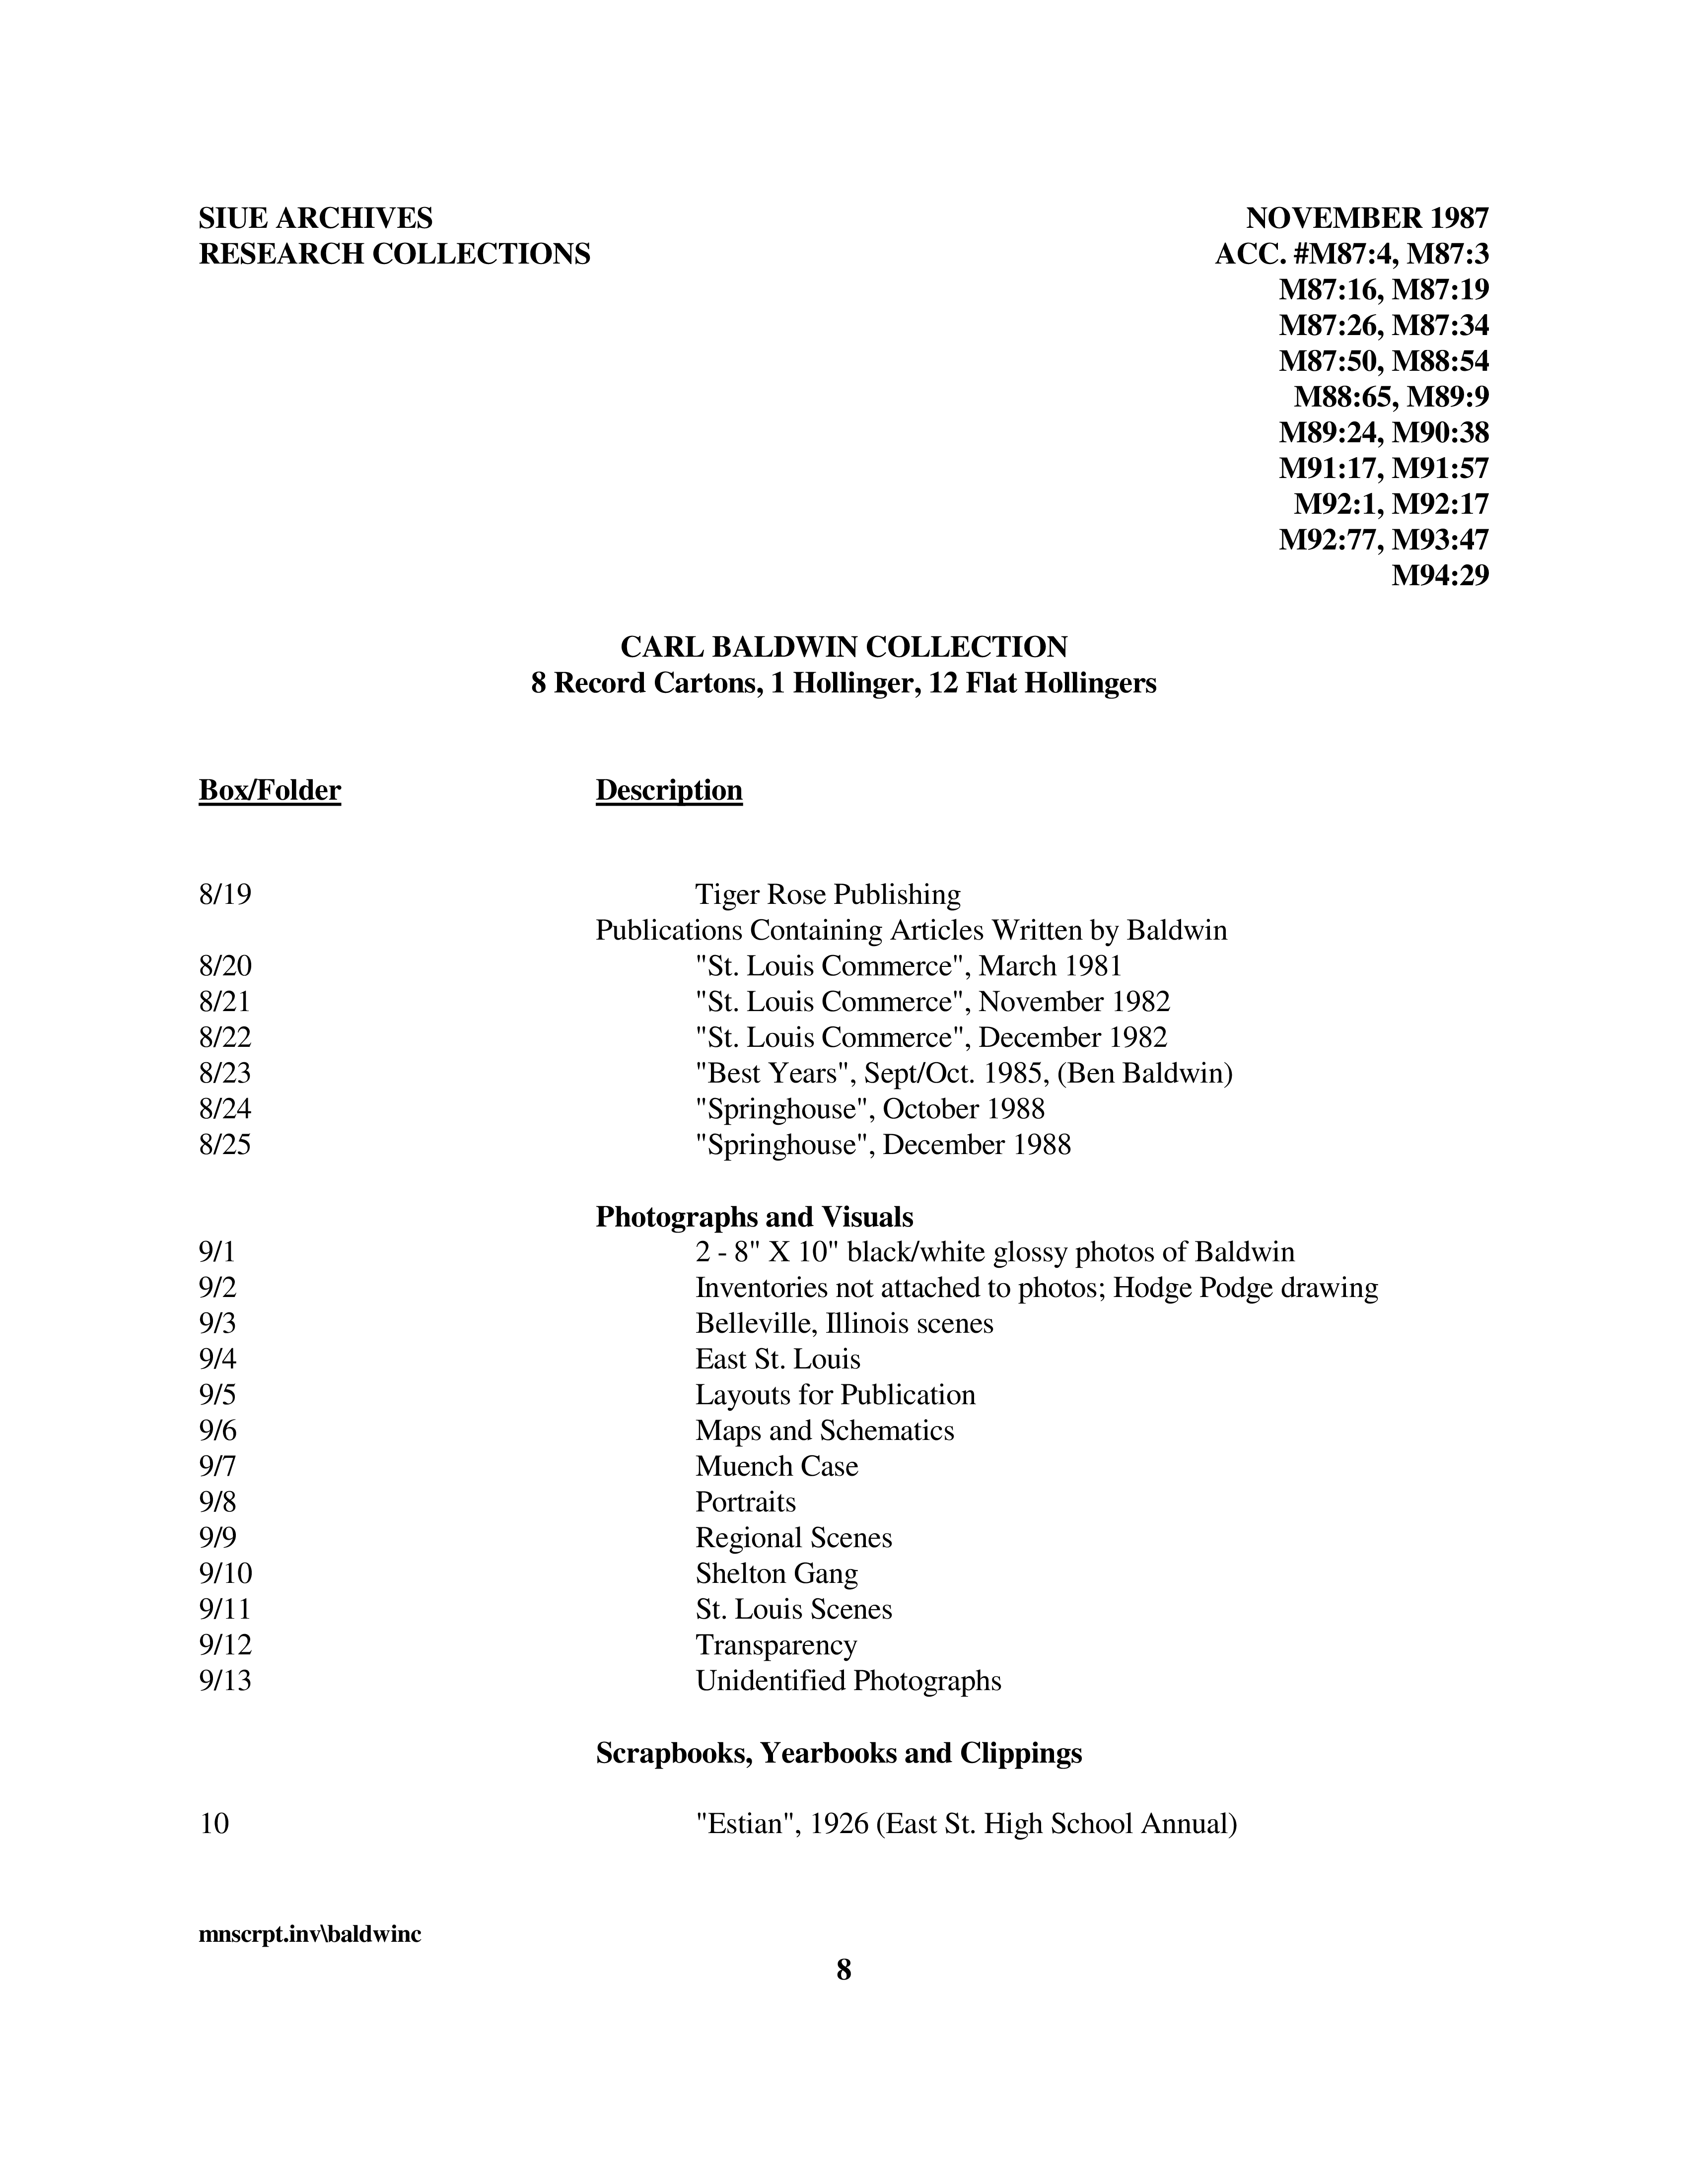 SIUE ARCHIVES NOVEMBER 1987
RESEARCH COLLECTIONS ACC. #M87:4, M87:3
M87:16, M87:19
M87:26, M87:34
M87:50, M88:54
M88:65, M89:9
M89:24, M90:38
M91:17, M91:57
M92:1, M92:17
M92:77, M93:47
M94:29
CARL BALDWIN COLLECTION
8 Record Cartons, 1 Hollinger, 12 Flat Hollingers
Box/Folder Description
8/19 Tiger Rose Publishing
Publications Containing Articles Written by Baldwin
8/20 "St. Louis Commerce", March 1981
8/21 "St. Louis Commerce", November 1982
8/22 "St. Louis Commerce", December 1982
8/23 "Best Years", Sept/Oct. 1985, (Ben Baldwin)
8/24 "Springhouse", October 1988
8/25 "Springhouse", December 1988
Photographs and Visuals
9/1 2 - 8" X 10" black/white glossy photos of Baldwin
9/2 Inventories not attached to photos; Hodge Podge drawing
9/3 Belleville, Illinois scenes
9/4 East St. Louis
9/5 Layouts for Publication
9/6 Maps and Schematics
9/7 Muench Case
9/8 Portraits
9/9 Regional Scenes
9/10 Shelton Gang
9/11 St. Louis Scenes
9/12 Transparency
9/13 Unidentified Photographs
Scrapbooks, Yearbooks and Clippings
10 "Estian", 1926 (East St. High School Annual)
mnscrpt.inv\baldwinc
8